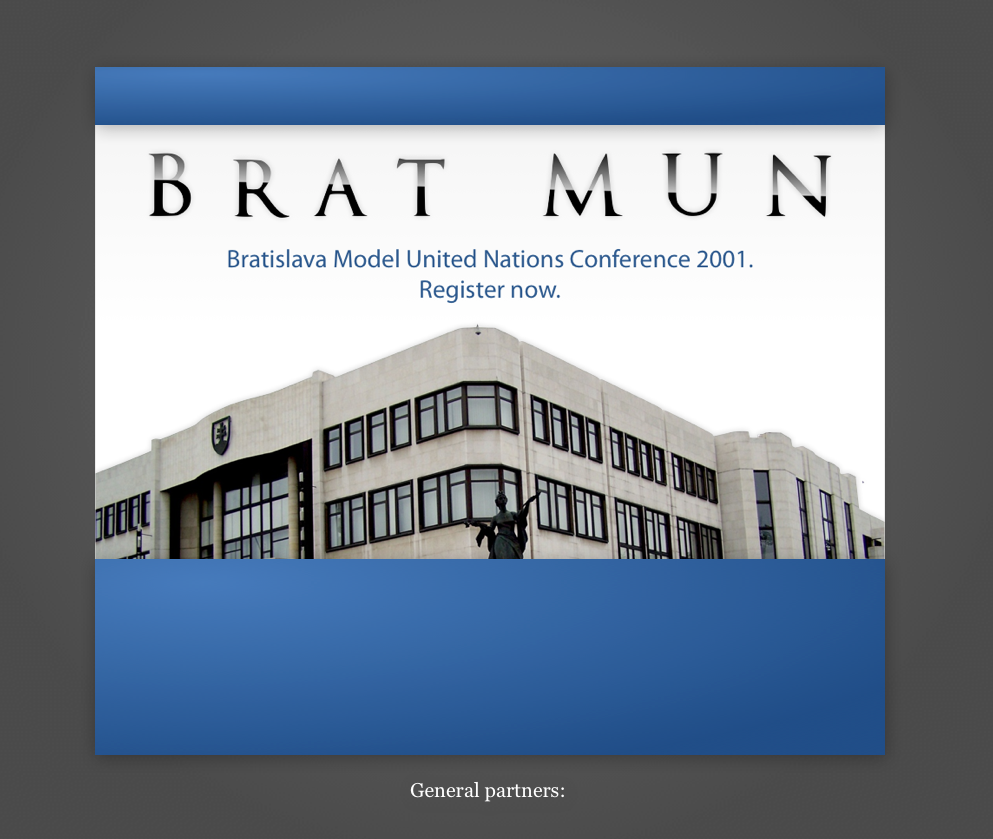 BRAT MUN
Bratislava Model United Nations Conference 2001.
Register now.
General partners: